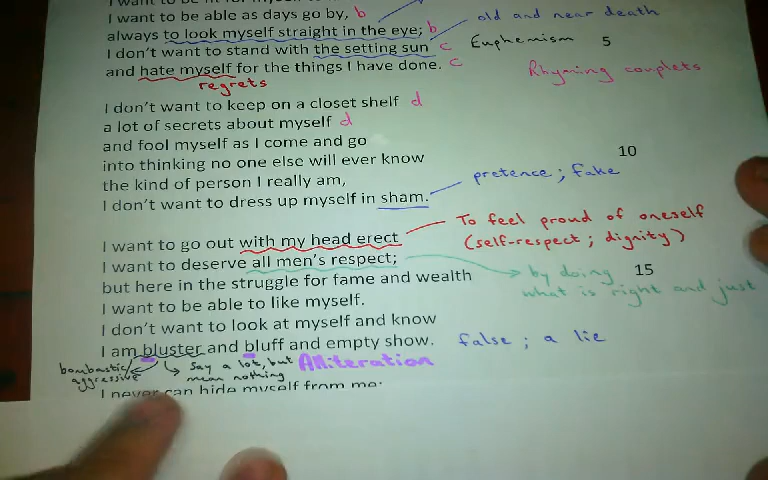 I want to be able as days go by, b
old and near death
always to look myself straight in the eye; b
I don't want to stand with the setting sun c Euphemism 5
and hate myself for the things I have done. c
Rhyming couplets
regrets
I don't want to keep on a closet shelf d
a lot of secrets about myself d
and fool myself as I come and go
into thinking no one else will ever know 10
the kind of person I really am,
pretence; fake
I don't want to dress up myself in sham.
To feel proud of oneself
I want to go out with my head erect (self-respect; dignity)
I want to deserve all men's respect;
by doing 15
but here in the struggle for fame and wealth
what is right and just
I want to be able to like myself.
I don't want to look at myself and know
I am bluster and bluff and empty show. false; a lie
bombastic/ aggressive
Say a lot, but mean nothing
Alliteration
I never can hide myself from me;